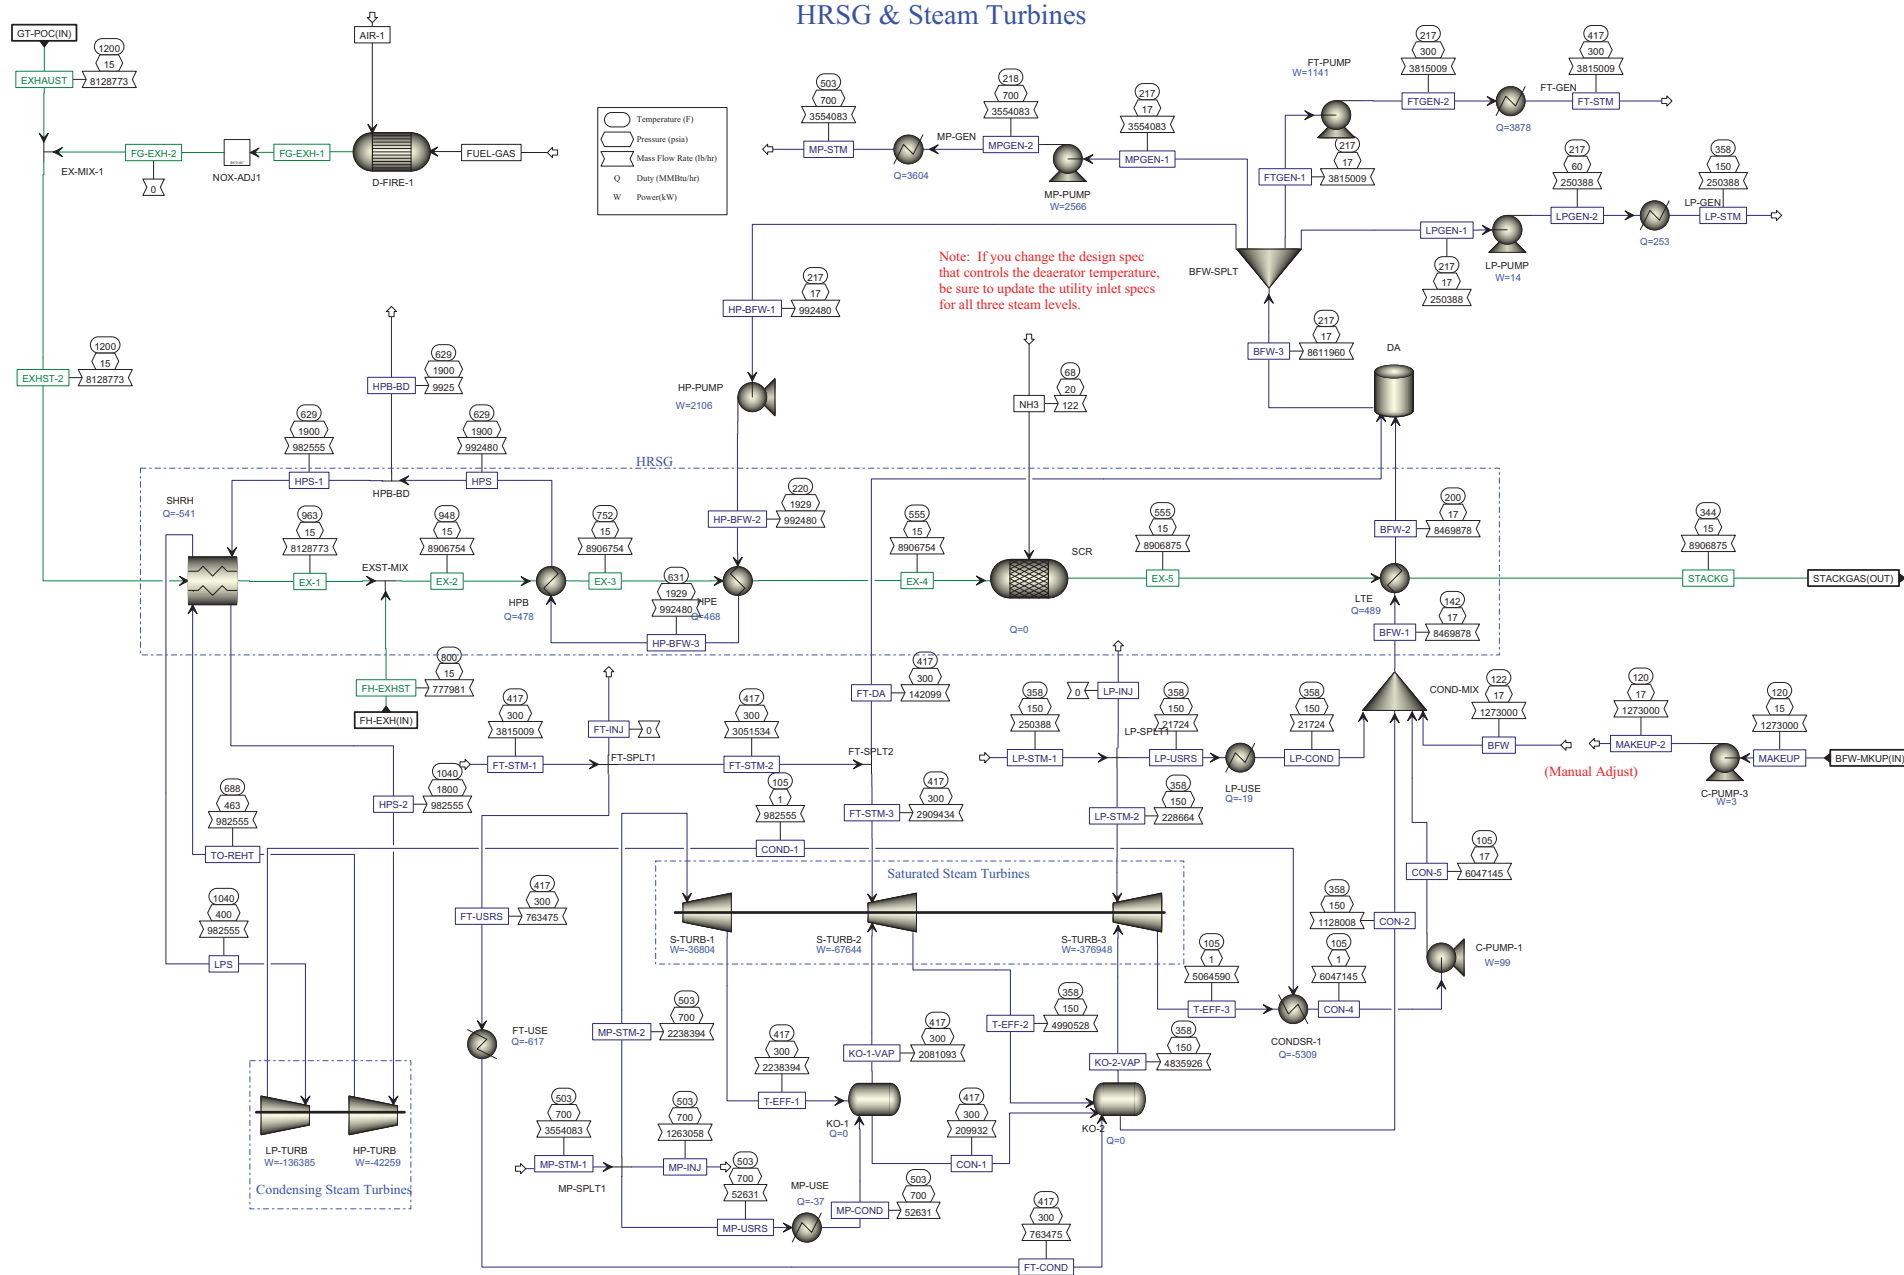 HRSG & Steam Turbines
GT-POC(IN)
1200
15
8128773
EXHAUST
AIR-1
FG-EXH-2
0
EX-MIX-1
NOX-ADJ1
FG-EXH-1
D-FIRE-1
FUEL-GAS
Temperature (F)
Pressure (psia)
Mass Flow Rate (lb/hr)
Q Duty (MMBtu/hr)
W Power(kW)
503
700
3554083
MP-STM
MP-GEN
Q=3604
218
700
3554083
MPGEN-2
MP-PUMP
W=2566
217
17
3554083
MPGEN-1
FT-PUMP
W=1141
217
300
3815009
FTGEN-2
FT-GEN
Q=3878
417
300
3815009
FT-STM
217
17
3815009
FTGEN-1
217
60
250388
LPGEN-2
LP-GEN
Q=253
358
150
250388
LP-STM
LPGEN-1
217
17
250388
LP-PUMP
W=14
BFW-SPLT
Note: If you change the design spec
that controls the deaerator temperature,
be sure to update the utility inlet specs
for all three steam levels.
217
17
992480
HP-BFW-1
217
17
8611960
BFW-3
DA
1200
15
8128773
EXHST-2
629
1900
9925
HPB-BD
HP-PUMP
W=2106
68
20
122
NH3
629
1900
982555
HPS-1
HPB-BD
629
1900
992480
HPS
HRSG
SHRH
Q=-541
963
15
8128773
EX-1
EXST-MIX
948
15
8906754
EX-2
HPB
Q=478
752
15
8906754
EX-3
220
1929
992480
HP-BFW-2
631
1929
992480
HP-BFW-3
HPE
Q=468
555
15
8906754
EX-4
SCR
Q=0
555
15
8906875
EX-5
200
17
8469878
BFW-2
LTE
Q=489
142
17
8469878
BFW-1
344
15
8906875
STACKG
STACKGAS(OUT)
800
15
777981
FH-EXHST
FH-EXH(IN)
417
300
3815009
FT-STM-1
FT-INJ
0
FT-SPLT1
417
300
3051534
FT-STM-2
FT-SPLT2
417
300
142099
FT-DA
417
300
2909434
FT-STM-3
358
150
250388
LP-STM-1
0
LP-INJ
LP-SPLT1
358
150
21724
LP-USRS
LP-USE
Q=-19
358
150
21724
LP-COND
358
150
228664
LP-STM-2
COND-MIX
122
17
1273000
BFW
(Manual Adjust)
120
17
1273000
MAKEUP-2
C-PUMP-3
W=3
120
15
1273000
MAKEUP
BFW-MKUP(IN)
1040
1800
982555
HPS-2
688
463
982555
TO-REHT
1040
400
982555
LPS
105
1
982555
COND-1
417
300
763475
FT-USRS
FT-USE
Q=-617
Saturated Steam Turbines
S-TURB-1
W=-36804
S-TURB-2
W=-67644
S-TURB-3
W=-376948
503
700
2238394
MP-STM-2
417
300
2238394
T-EFF-1
417
300
2081093
KO-1-VAP
KO-1
Q=0
358
150
4990528
T-EFF-2
358
150
4835926
KO-2-VAP
KO-2
Q=0
105
1
5064590
T-EFF-3
CONDSR-1
Q=-5309
105
1
6047145
CON-4
358
150
1128008
CON-2
105
17
6047145
CON-5
C-PUMP-1
W=99
417
300
209932
CON-1
LP-TURB
W=-136385
HP-TURB
W=-42259
Condensing Steam Turbines
503
700
3554083
MP-STM-1
MP-SPLT1
503
700
1263058
MP-INJ
503
700
52631
MP-USRS
MP-USE
Q=-37
503
700
52631
MP-COND
417
300
763475
FT-COND